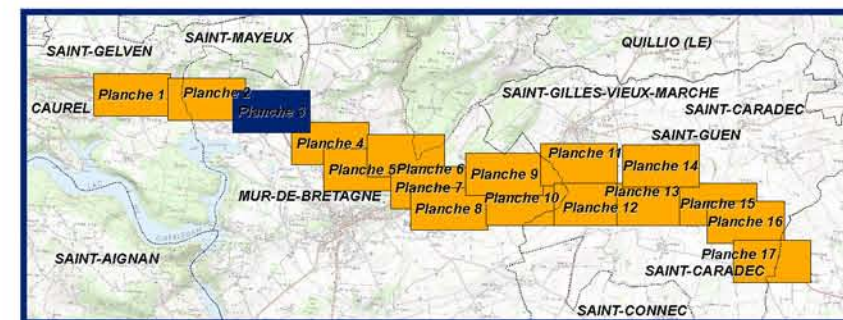 SAINT-GELVEN
SAINT-MAYEUX
QUILLIO (LE)
CAUREL
Planche 1
Planche 2
Planche 3
SAINT-GILLES-VIEUX-MARCHE
SAINT-CARADEC
SAINT-GUEN
Planche 4
Planche 5
Planche 6
Planche 7
Planche 8
Planche 9
Planche 10
Planche 11
Planche 12
Planche 13
Planche 14
Planche 15
Planche 16
Planche 17
MUR-DE-BRETAGNE
SAINT-AIGNAN
SAINT-CARADEC
SAINT-CONNEC